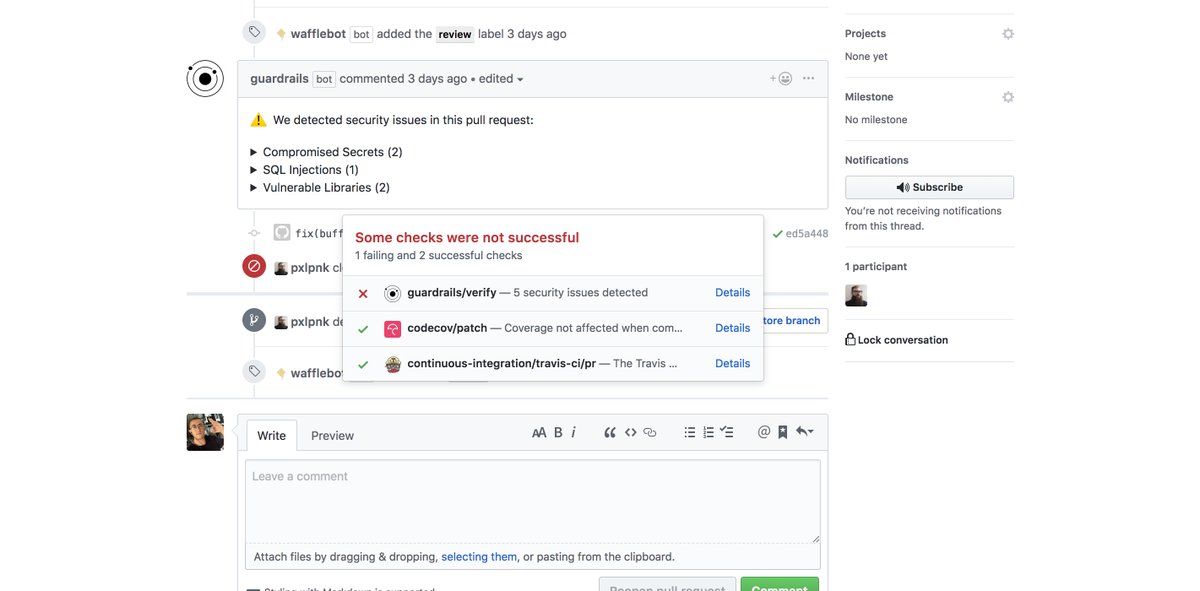 wafflebot bot added the review label 3 days ago
Projects
None yet
guardrails bot commented 3 days ago • edited
Milestone
No milestone
We detected security issues in this pull request:
Compromised Secrets (2)
SQL Injections (1)
Vulnerable Libraries (2)
Notifications
Subscribe
You're not receiving notifications
from this thread.
fix(buff
ed5a448
Some checks were not successful
1 failing and 2 successful checks
pxlpnk cl
1 participant
guardrails/verify — 5 security issues detected Details
pxlpnk de
codecov/patch — Coverage not affected when com... Details
tore branch
Lock conversation
continuous-integration/travis-ci/pr — The Travis ... Details
wafflebot
Write Preview
AA B i
Leave a comment
Attach files by dragging & dropping, selecting them, or pasting from the clipboard.
Styling with Markdown is supported
Reopen pull request
Comment